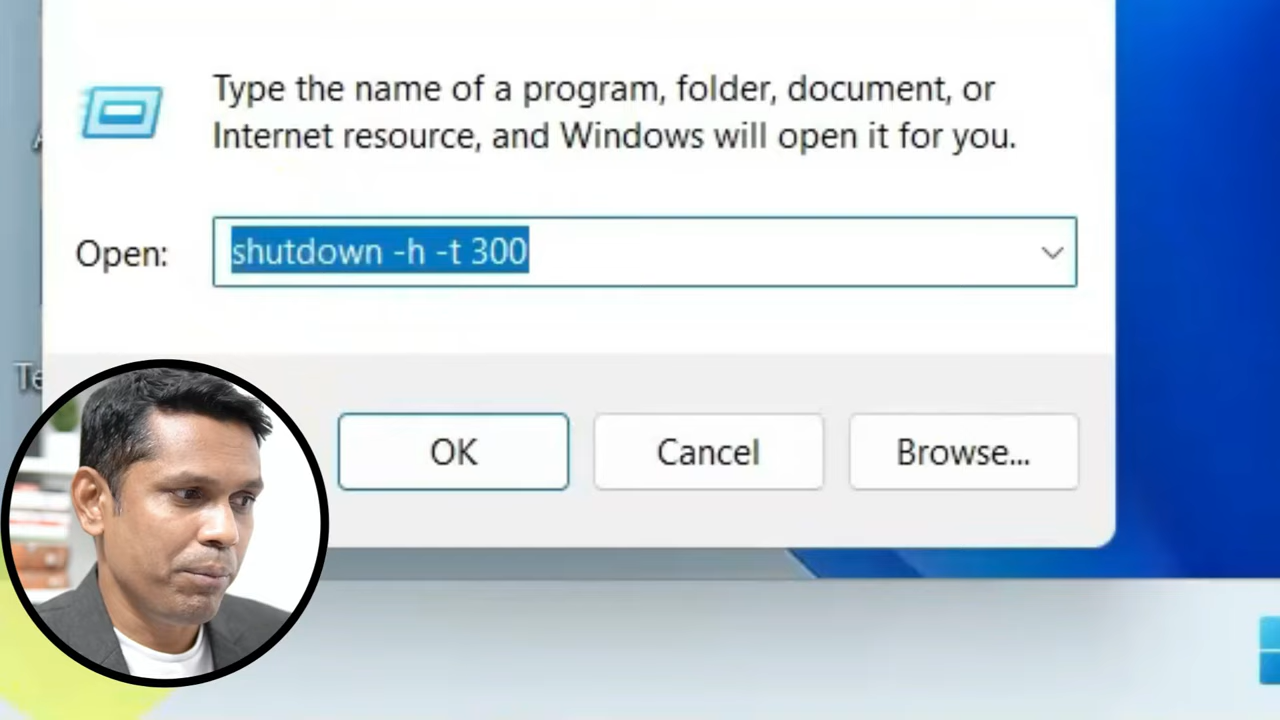 Type the name of a program, folder, document, or
Internet resource, and Windows will open it for you.
Open:
shutdown -h -t 300
Te
OK
Cancel
Browse...